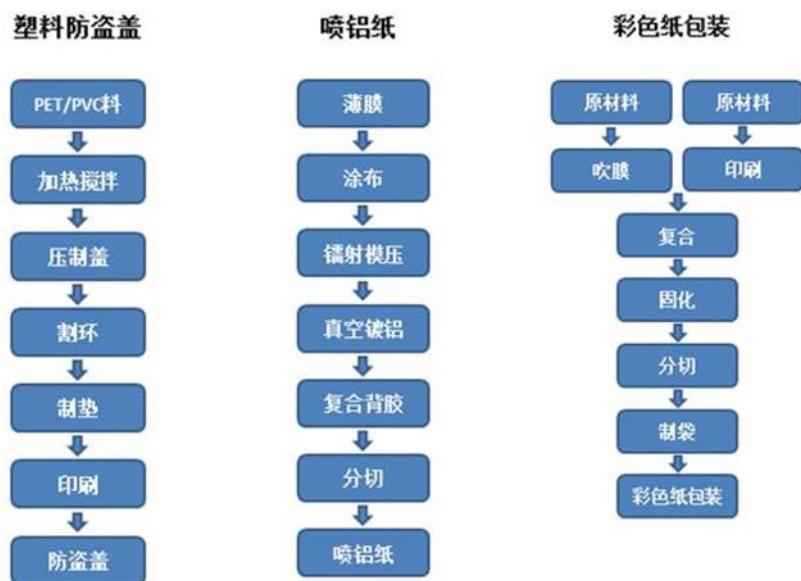 塑料防盗盖
PET/PVC料
加热搅拌
压制盖
割环
制垫
印刷
防盗盖
喷铝纸
薄膜
涂布
镭射模压
真空镀铝
复合背胶
分切
喷铝纸
彩色纸包装
原材料 原材料
吹膜 印刷
复合
固化
分切
制袋
彩色纸包装